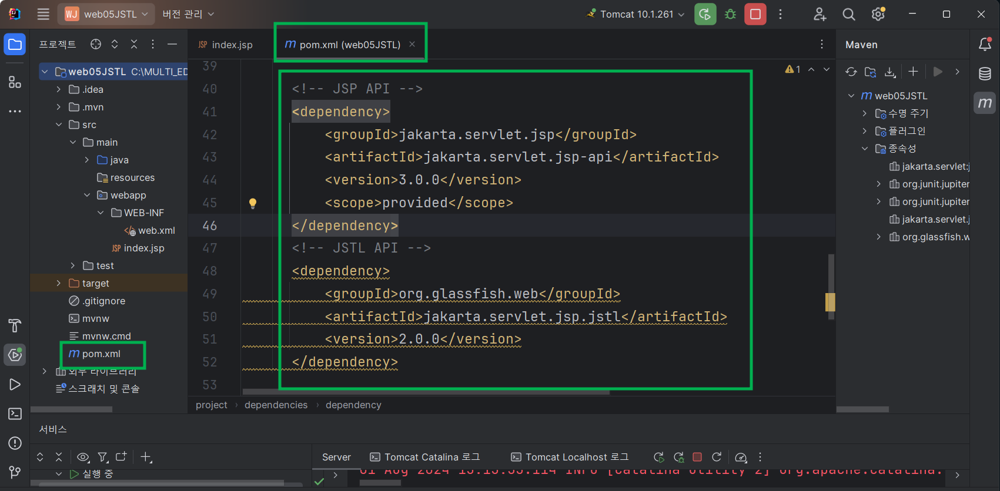 WJ web05JSTL 버전 관리 Tomcat 10.1.261
프로젝트
JSP index.jsp
m pom.xml (web05JSTL)
Maven
web05JSTL C:\MULTI_ED
.idea
.mvn
src
main
java
resources
webapp
WEB-INF
web.xml
JSP index.jsp
test
target
.gitignore
mvnw
mvnw.cmd
m pom.xml
외부 라이브러리
스크래치 및 콘솔
1
39
40 <!-- JSP API -->
41 <dependency>
42 <groupId>jakarta.servlet.jsp</groupId>
43 <artifactId>jakarta.servlet.jsp-api</artifactId>
44 <version>3.0.0</version>
45 <scope>provided</scope>
46 </dependency>
47 <!-- JSTL API -->
48 <dependency>
49 <groupId>org.glassfish.web</groupId>
50 <artifactId>jakarta.servlet.jsp.jstl</artifactId>
51 <version>2.0.0</version>
52 </dependency>
53
project › dependencies › dependency
m web05JSTL
수명 주기
플러그인
종속성
jakarta.servlet:j
org.junit.jupiter
org.junit.jupiter
jakarta.servlet.j
org.glassfish.w
m
서비스
Server Tomcat Catalina 로그 Tomcat Localhost 로그
실행 중
01 Aug 2024 INFO [Catalina-utility-2] org.apache.catalina.